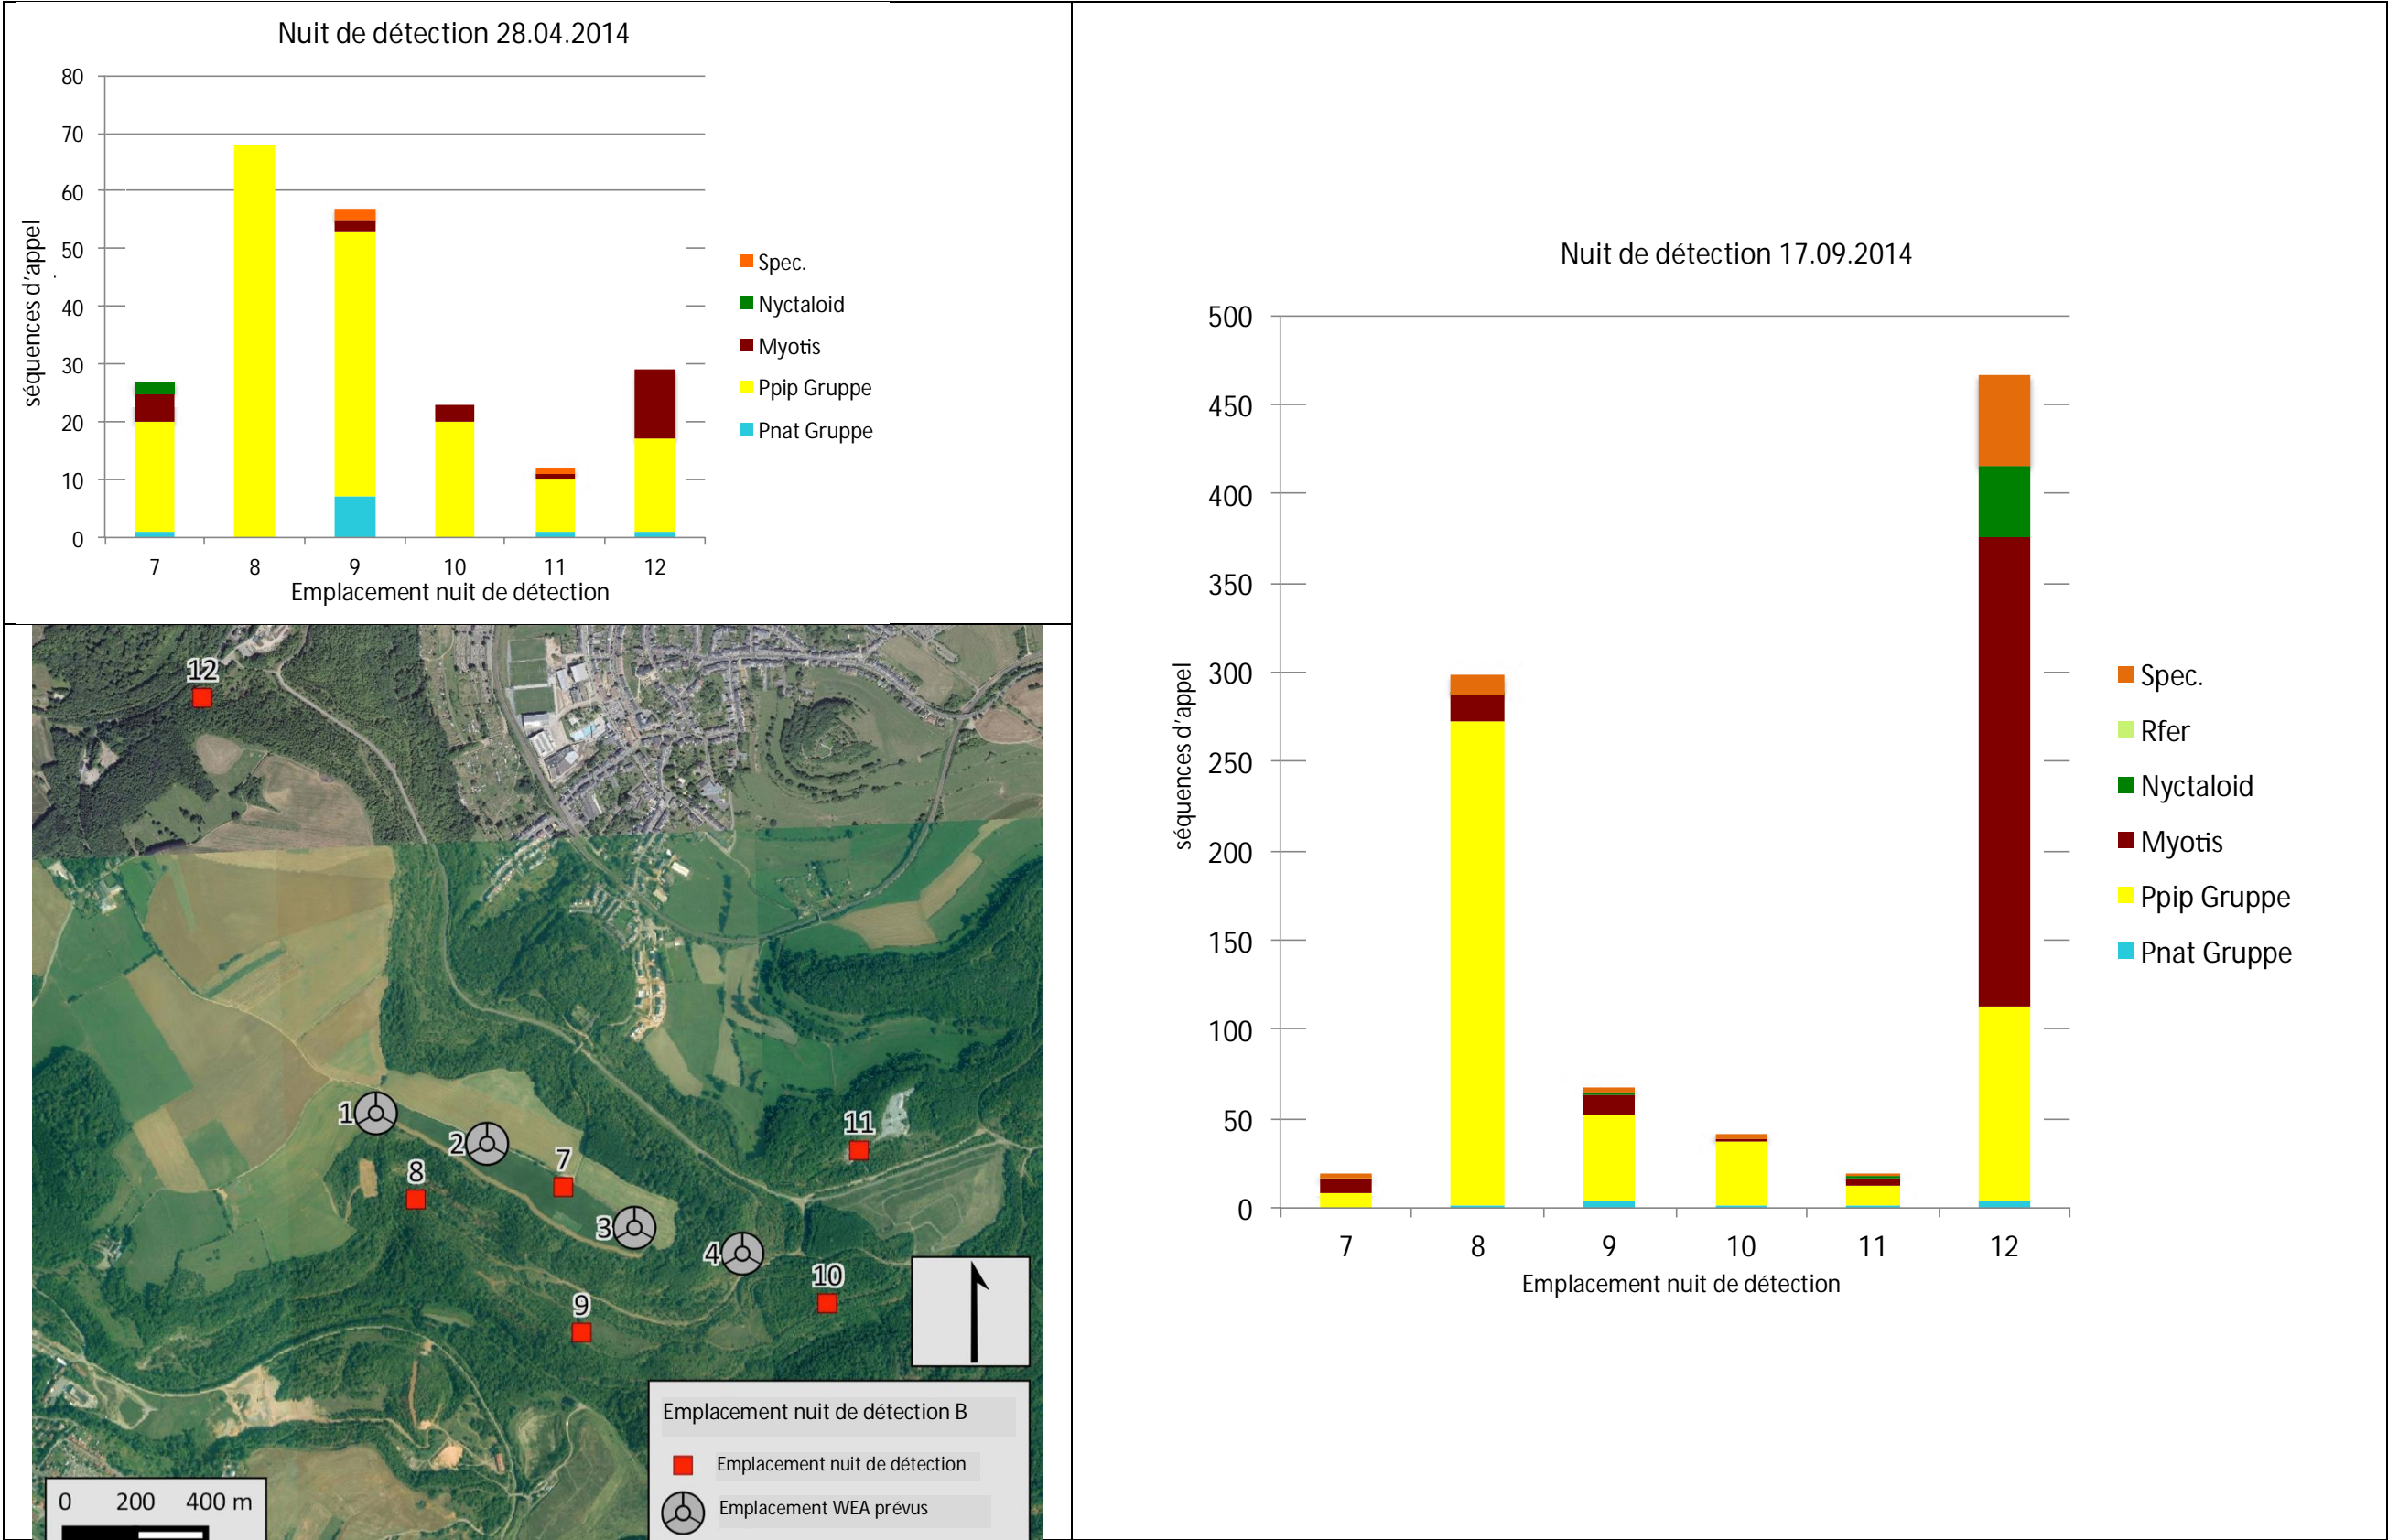 Nuit de détection 28.04.2014
80
70
60
50
40
30
20
10
0
séquences d'appel
7 8 9 10 11 12
Emplacement nuit de détection
Spec.
Nyctaloid
Myotis
Ppip Gruppe
Pnat Gruppe
12
11
1
2
7
8
3
4
10
9
Emplacement nuit de détection B
Emplacement nuit de détection
Emplacement WEA prévus
0 200 400 m
Nuit de détection 17.09.2014
500
450
400
350
300
250
200
150
100
50
0
séquences d'appel
7 8 9 10 11 12
Emplacement nuit de détection
Spec.
Rfer
Nyctaloid
Myotis
Ppip Gruppe
Pnat Gruppe